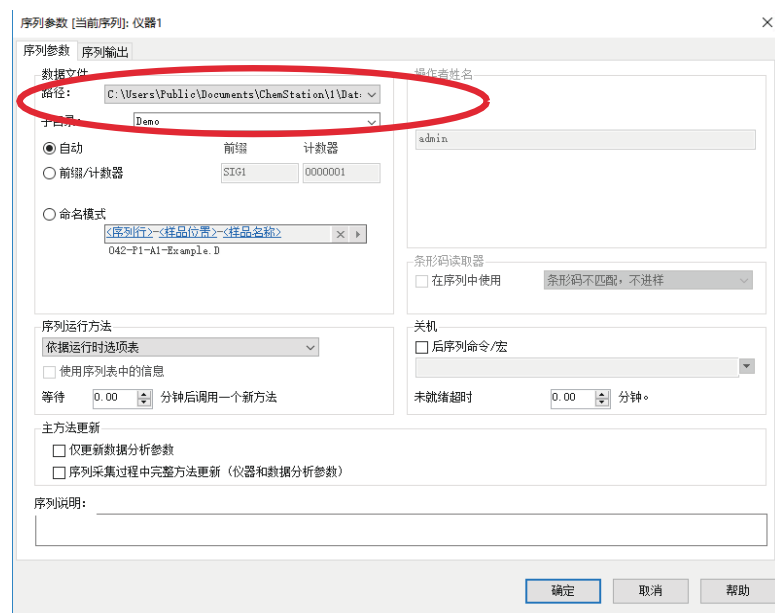 序列参数 [当前序列]: 仪器1
序列参数 序列输出
数据文件
路径: C:\Users\Public\Documents\ChemStation\1\Dat:
子目录: Demo
自动 前缀 计数器
前缀/计数器 SIG1 0000001
命名模式
<序列行>-<样品位置>-<样品名称>
042-P1-A1-Example.D
操作者姓名
admin
条形码读取器
在序列中使用 条形码不匹配，不进样
序列运行方法
依据运行时选项表
使用序列表中的信息
等待 0.00 分钟后调用一个新方法
关机
后序列命令/宏
未就绪超时 0.00 分钟。
主方法更新
仅更新数据分析参数
序列采集过程中完整方法更新（仪器和数据分析参数）
序列说明:
确定 取消 帮助